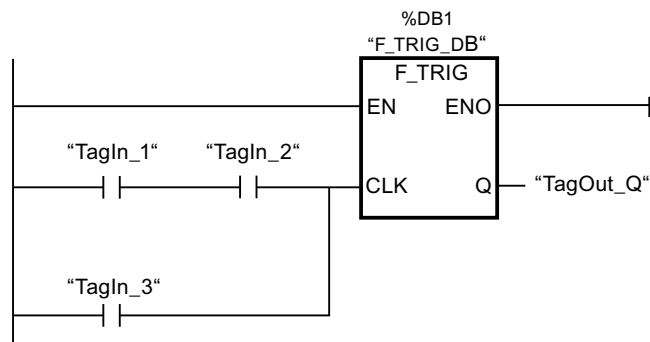 %DB1
“F_TRIG_DB“
F_TRIG
EN ENO
“TagIn_1“ “TagIn_2“
CLK Q “TagOut_Q“
“TagIn_3“